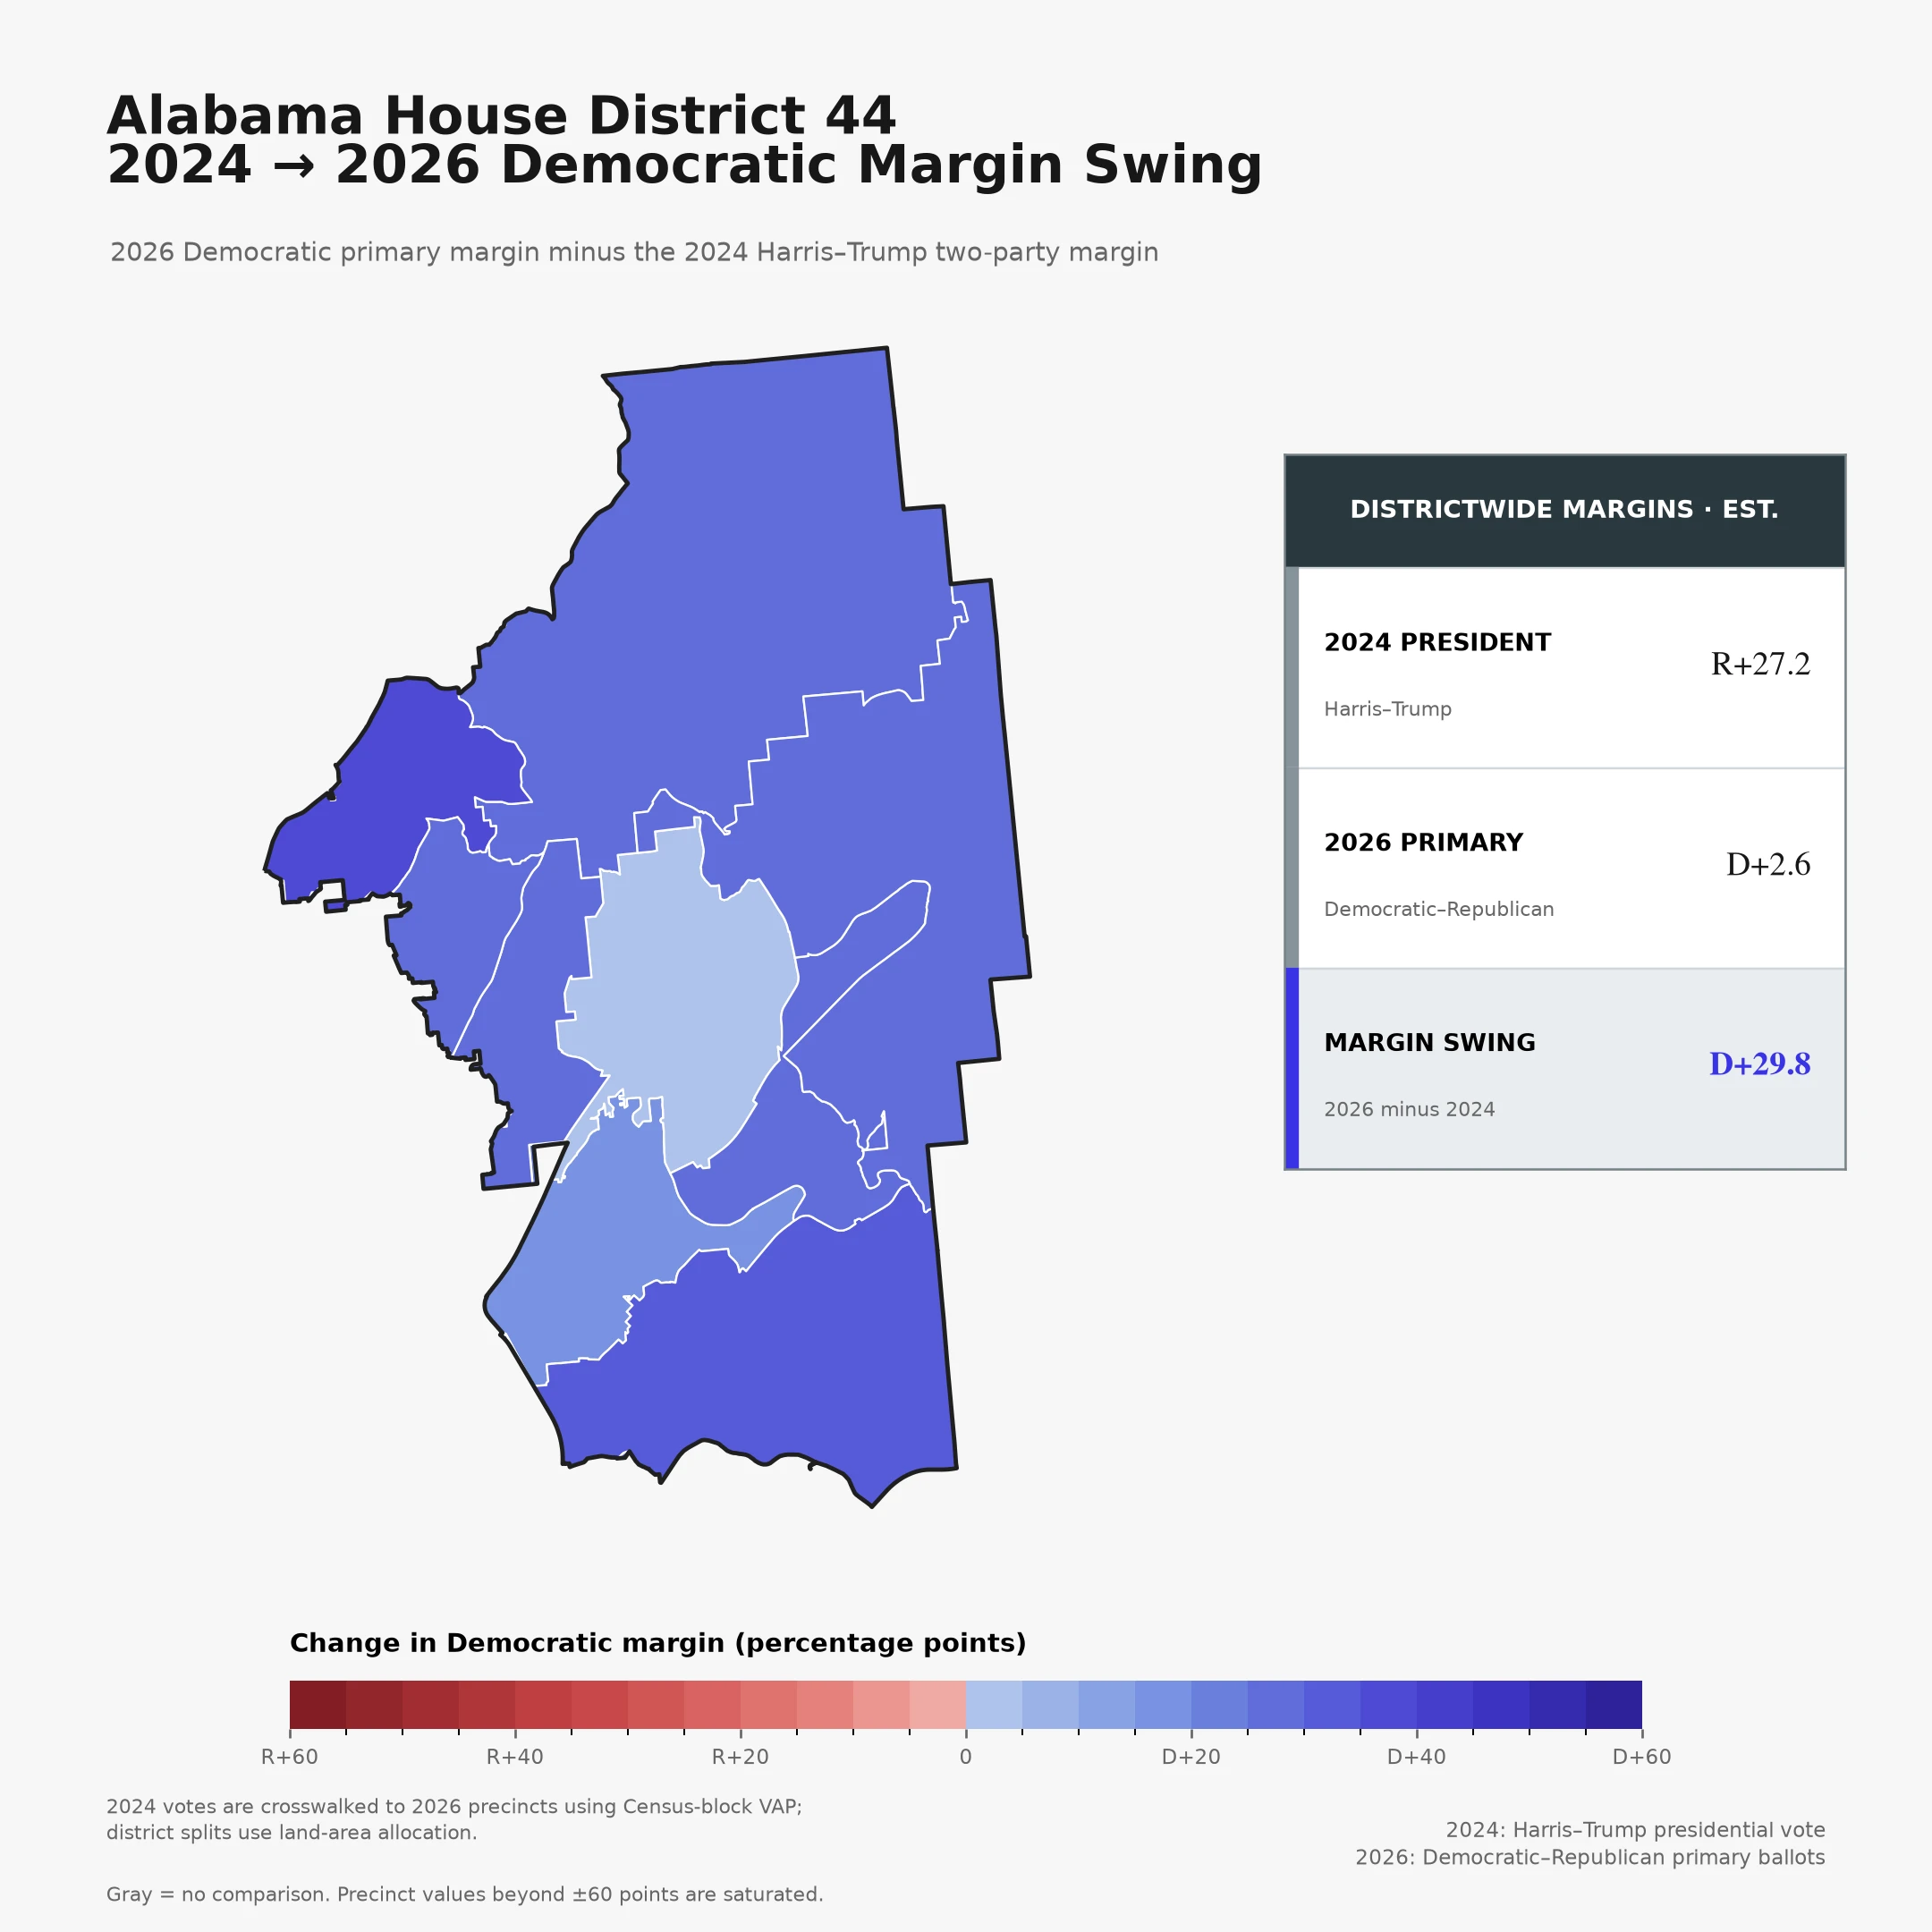 Alabama House District 44
2024 → 2026 Democratic Margin Swing
2026 Democratic primary margin minus the 2024 Harris–Trump two-party margin
DISTRICTWIDE MARGINS · EST.
2024 PRESIDENT
R+27.2
Harris–Trump
2026 PRIMARY
D+2.6
Democratic–Republican
MARGIN SWING
D+29.8
2026 minus 2024
Change in Democratic margin (percentage points)
R+60 R+40 R+20 0 D+20 D+40 D+60
2024 votes are crosswalked to 2026 precincts using Census-block VAP;
district splits use land-area allocation.
2024: Harris–Trump presidential vote
2026: Democratic–Republican primary ballots
Gray = no comparison. Precinct values beyond ±60 points are saturated.